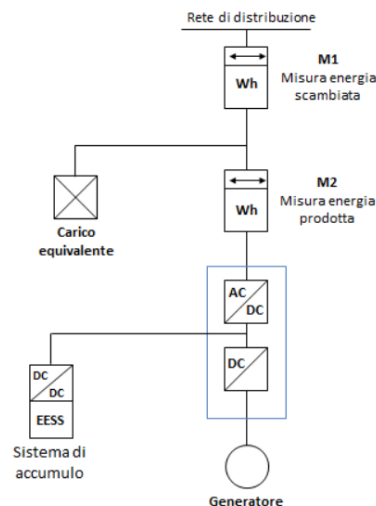 Rete di distribuzione
M1
Misura energia
scambiata
Wh
M2
Misura energia
prodotta
Wh
Carico
equivalente
AC
DC
DC
DC
DC
EESS
Sistema di
accumulo
Generatore